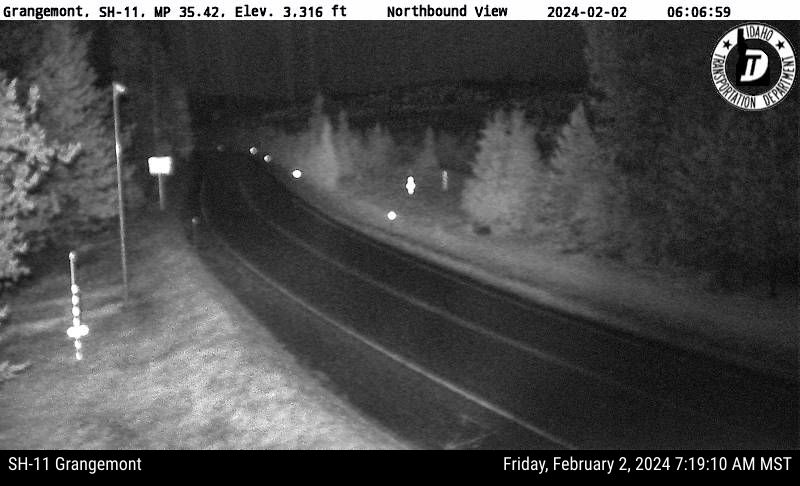 Grangemont, SH-11, MP 35.42, Elev. 3,316 ft Northbound View 2024-02-02 06:06:59
IDAHO
TRANSPORTATION DEPARTMENT
SH-11 Grangemont Friday, February 2, 2024 7:19:10 AM MST